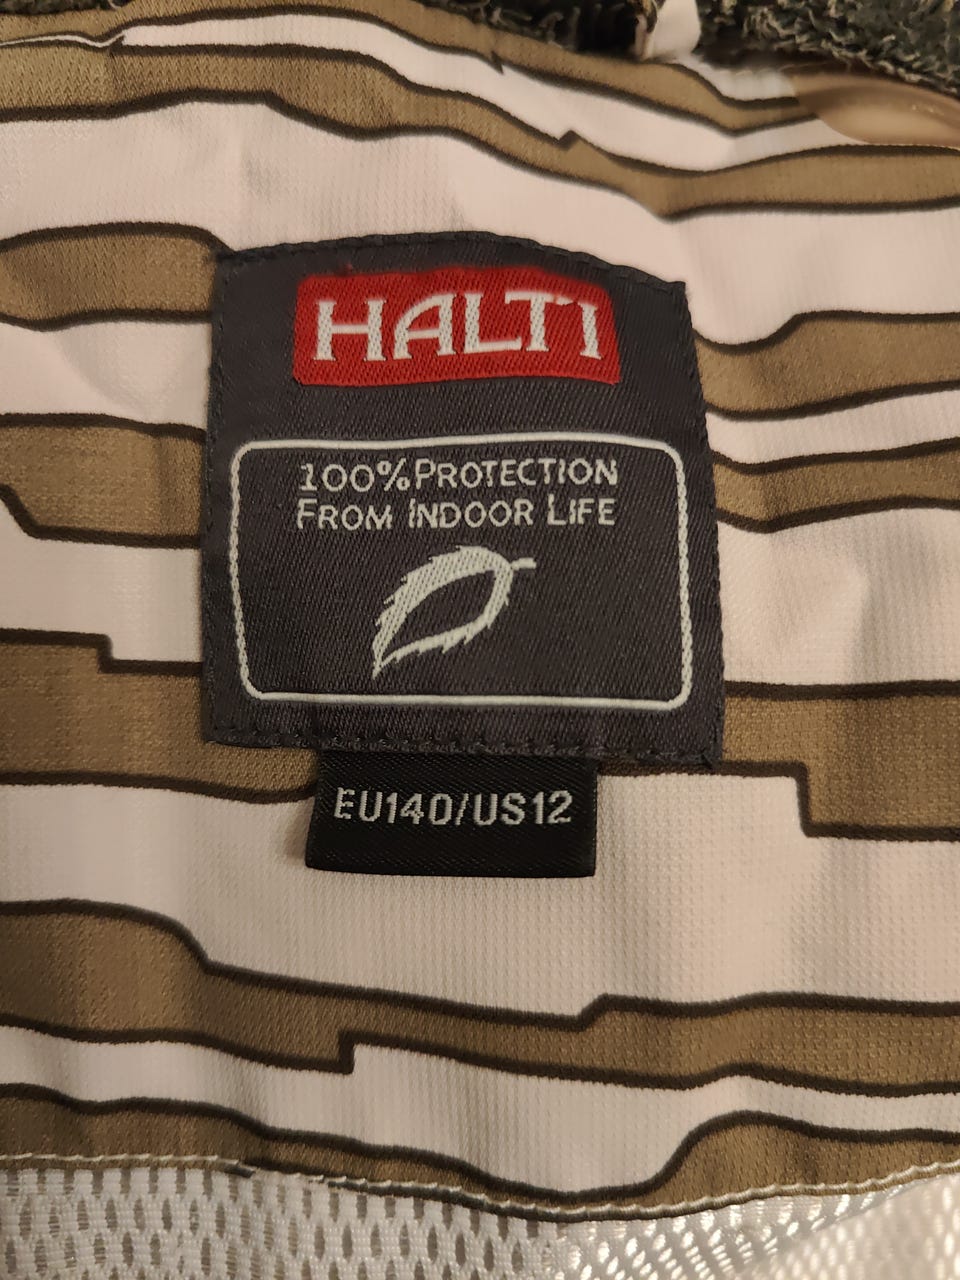 HALTI
100% PROTECTION
FROM INDOOR LIFE
EU140/US12